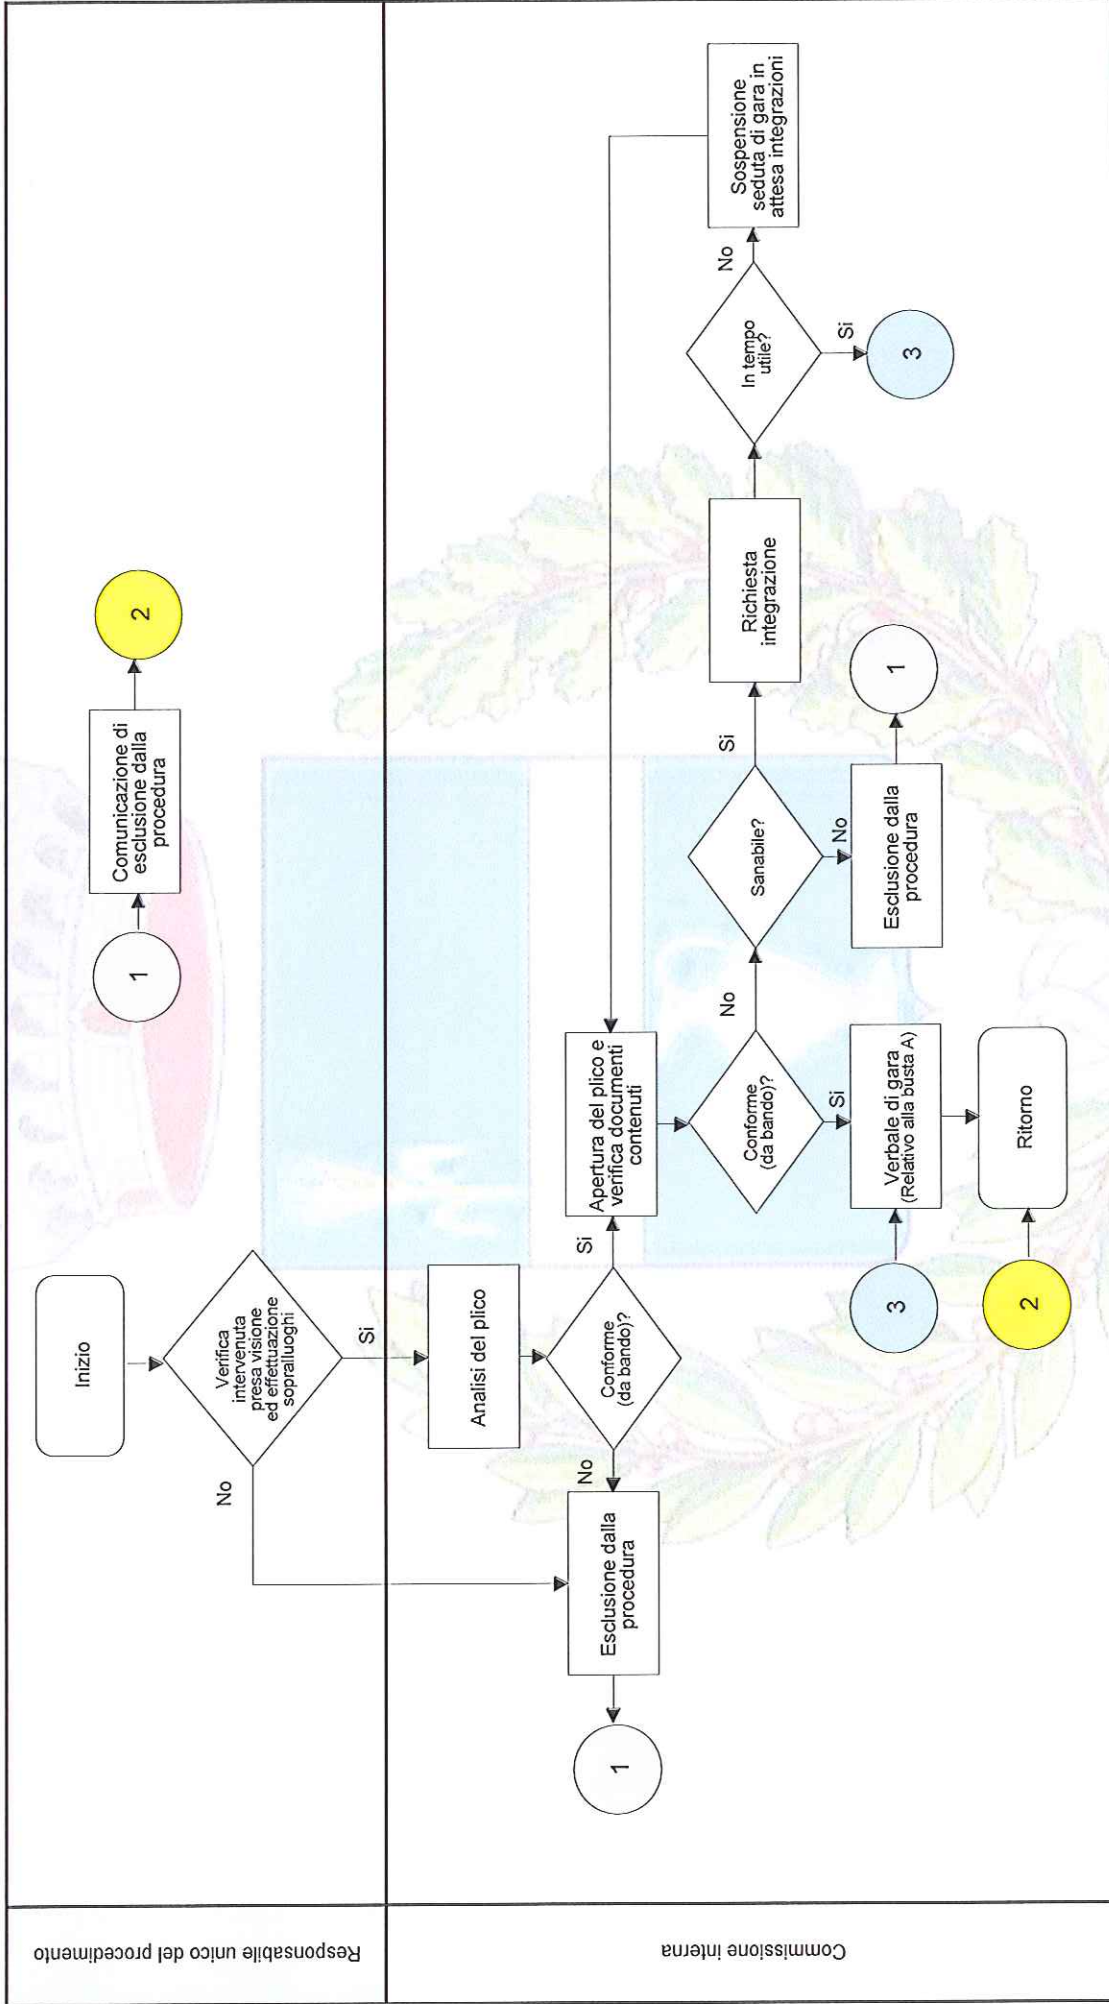 Responsabile unico del procedimento
Inizio
Verifica
intervenuta
presa visione
ed effettuazione
sopralluoghi
No
Si
1
Comunicazione di
esclusione dalla
procedura
2
Commissione interna
Analisi del plico
Conforme
(da bando)?
No
Si
Esclusione dalla
procedura
1
Apertura del plico e
verifica documenti
contenuti
Conforme
(da bando)?
No
Si
Sanabile?
Si
No
Richiesta
integrazione
In tempo
utile?
No
Si
Sospensione
seduta di gara in
attesa integrazioni
3
Esclusione dalla
procedura
1
3
Verbale di gara
(Relativo alla busta A)
2
Ritorno